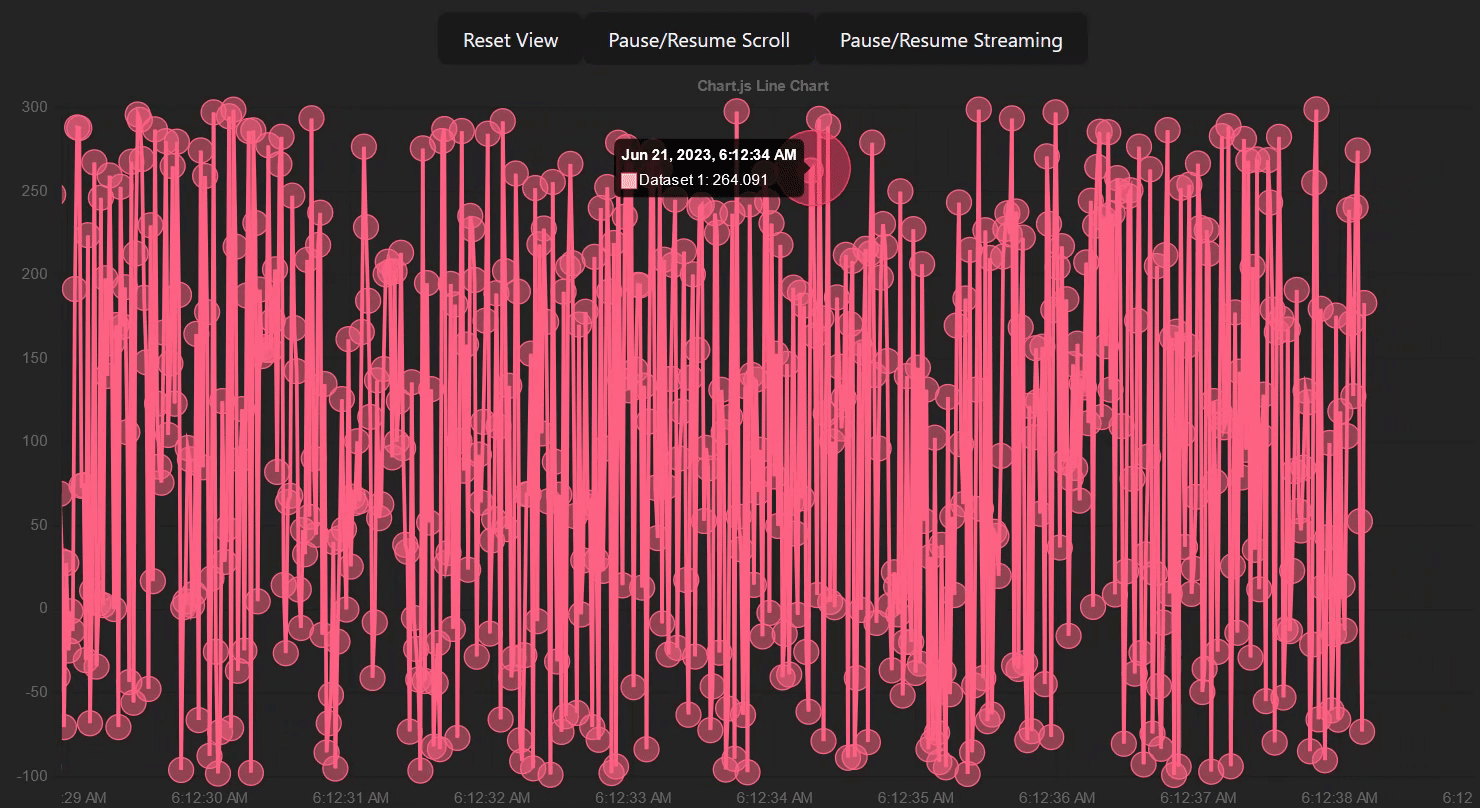 Reset View Pause/Resume Scroll Pause/Resume Streaming
Chart.js Line Chart
300
250
200
150
100
50
0
-50
-100
Jun 21, 2023, 6:12:34 AM
Dataset 1: 264.091
:29 AM 6:12:30 AM 6:12:31 AM 6:12:32 AM 6:12:33 AM 6:12:34 AM 6:12:35 AM 6:12:36 AM 6:12:37 AM 6:12:38 AM 6:12